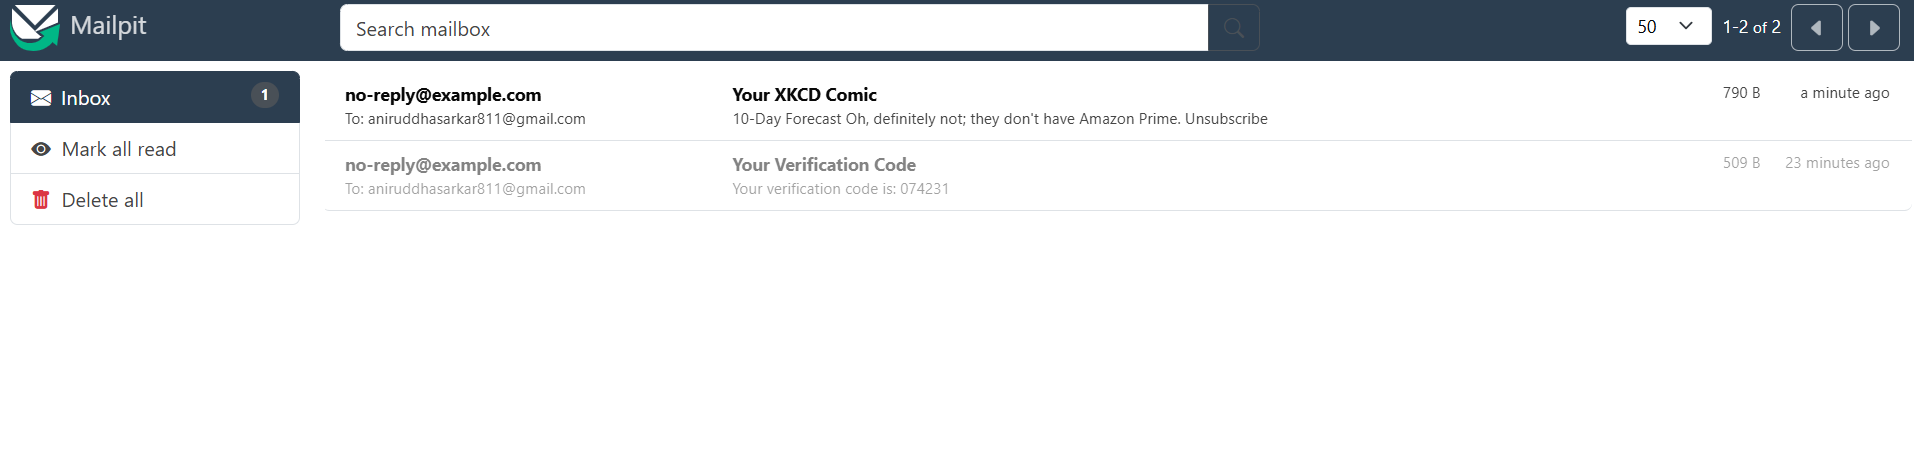 Mailpit
Search mailbox
50
1-2 of 2
Inbox
1
Mark all read
Delete all
no-reply@example.com
To: aniruddhasarkar811@gmail.com
Your XKCD Comic
10-Day Forecast Oh, definitely not; they don't have Amazon Prime. Unsubscribe
790 B
a minute ago
no-reply@example.com
To: aniruddhasarkar811@gmail.com
Your Verification Code
Your verification code is: 074231
509 B
23 minutes ago